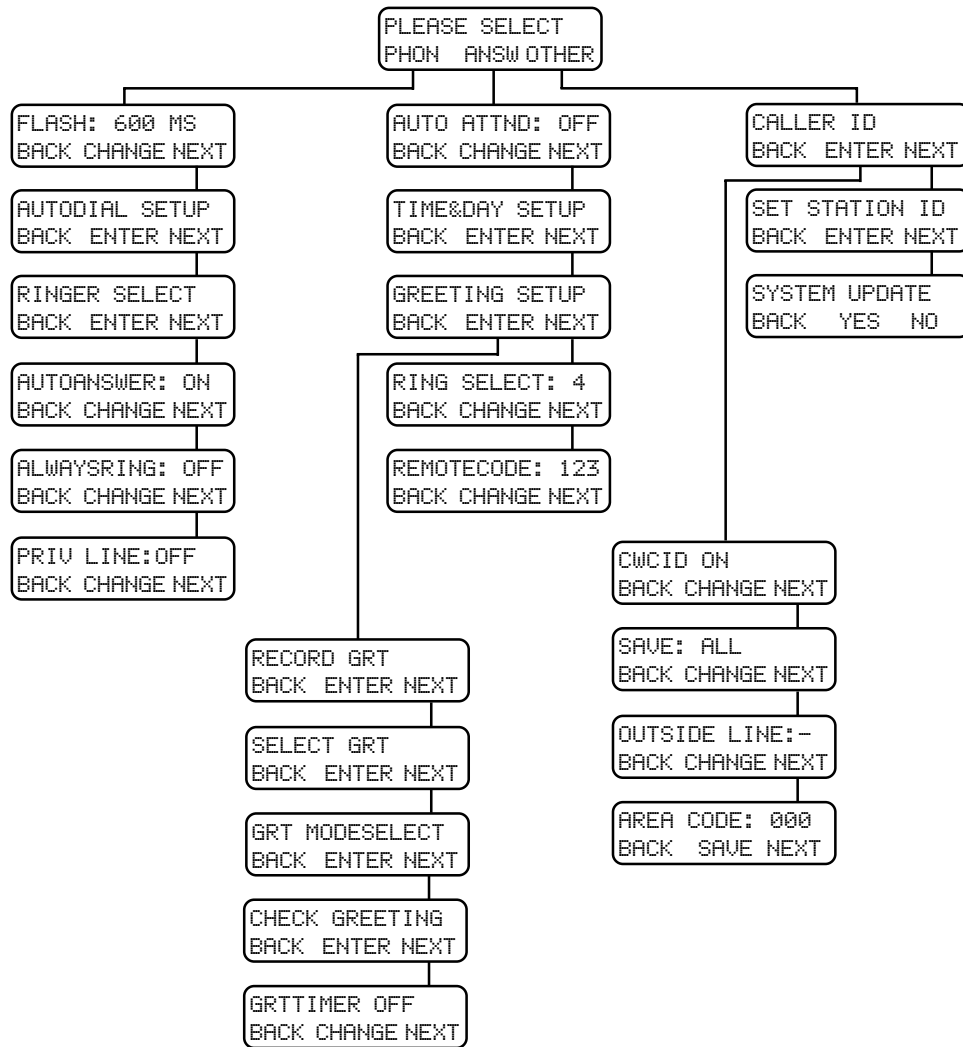 PLEASE SELECT
PHON ANSW OTHER
FLASH: 600 MS
BACK CHANGE NEXT
AUTODIAL SETUP
BACK ENTER NEXT
RINGER SELECT
BACK ENTER NEXT
AUTOANSWER: ON
BACK CHANGE NEXT
ALWAYSRING: OFF
BACK CHANGE NEXT
PRIV LINE:OFF
BACK CHANGE NEXT
AUTO ATTND: OFF
BACK CHANGE NEXT
TIME&DAY SETUP
BACK ENTER NEXT
GREETING SETUP
BACK ENTER NEXT
RING SELECT: 4
BACK CHANGE NEXT
REMOTECODE: 123
BACK CHANGE NEXT
RECORD GRT
BACK ENTER NEXT
SELECT GRT
BACK ENTER NEXT
GRT MODESELECT
BACK ENTER NEXT
CHECK GREETING
BACK ENTER NEXT
GRTTIMER OFF
BACK CHANGE NEXT
CALLER ID
BACK ENTER NEXT
SET STATION ID
BACK ENTER NEXT
SYSTEM UPDATE
BACK YES NO
CWCID ON
BACK CHANGE NEXT
SAVE: ALL
BACK CHANGE NEXT
OUTSIDE LINE:-
BACK CHANGE NEXT
AREA CODE: 000
BACK SAVE NEXT